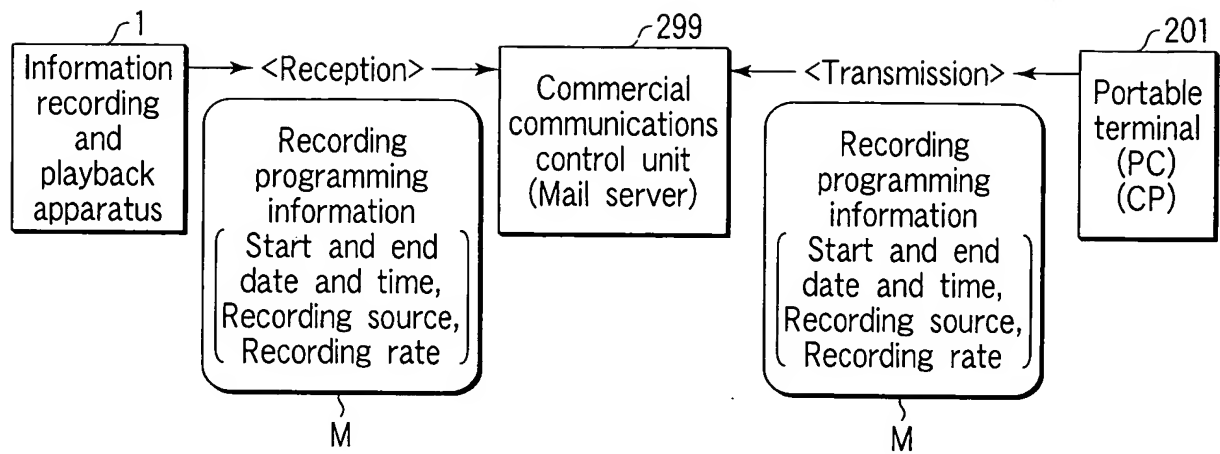 1
Information
recording
and
playback
apparatus
<Reception>
Recording
programming
information
Start and end
date and time,
Recording source,
Recording rate
M
299
Commercial
communications
control unit
(Mail server)
<Transmission>
Recording
programming
information
Start and end
date and time,
Recording source,
Recording rate
M
201
Portable
terminal
(PC)
(CP)